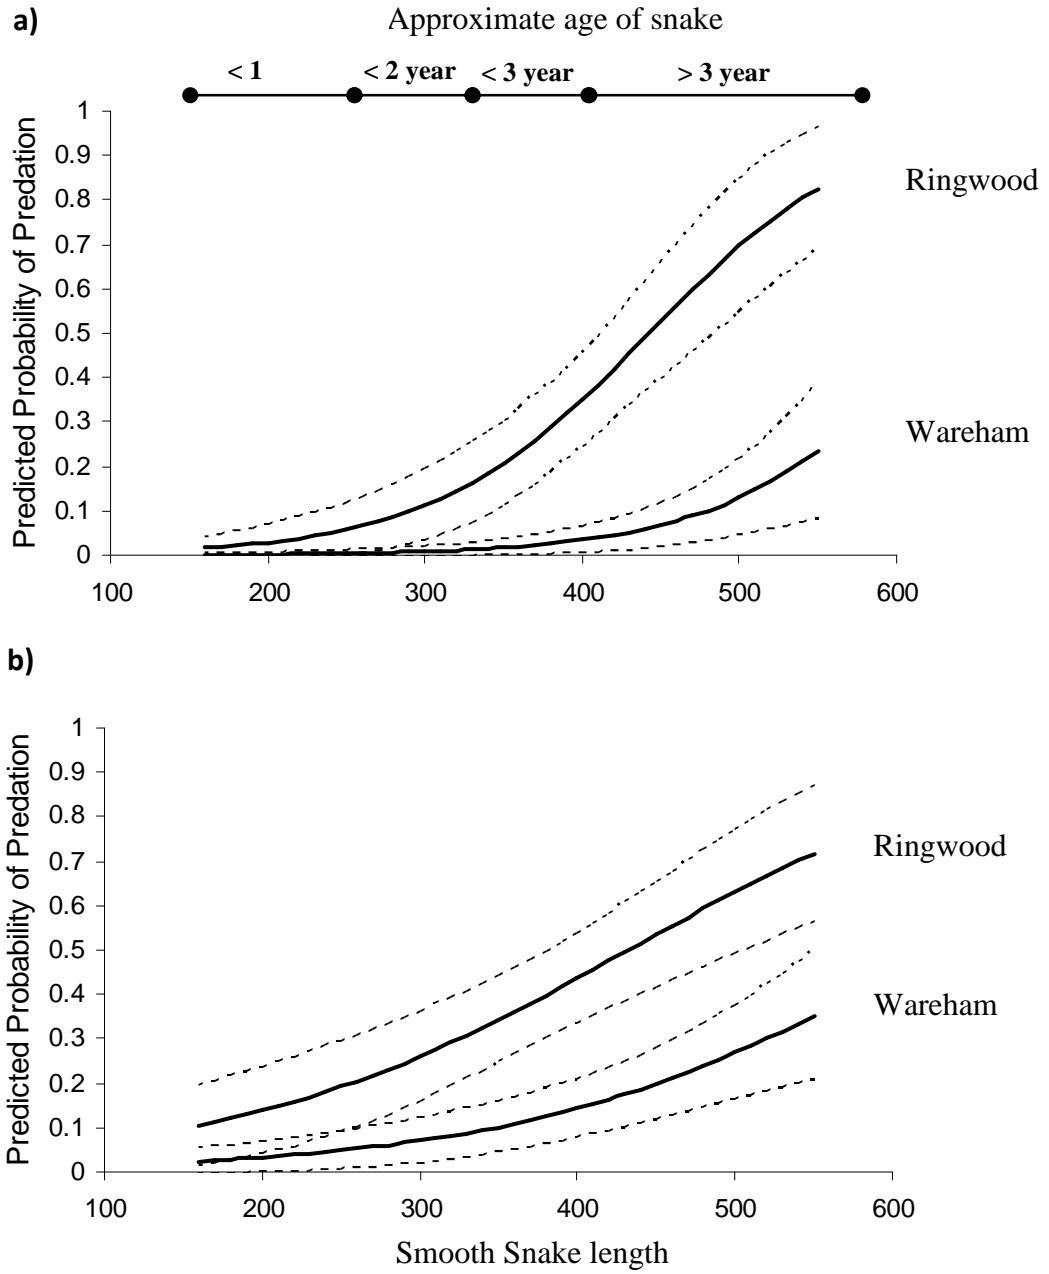 a)
Approximate age of snake
< 1 < 2 year < 3 year > 3 year
Predicted Probability of Predation
1
0.9
0.8
0.7
0.6
0.5
0.4
0.3
0.2
0.1
0
Ringwood
Wareham
100 200 300 400 500 600
b)
Predicted Probability of Predation
1
0.9
0.8
0.7
0.6
0.5
0.4
0.3
0.2
0.1
0
Ringwood
Wareham
100 200 300 400 500 600
Smooth Snake length